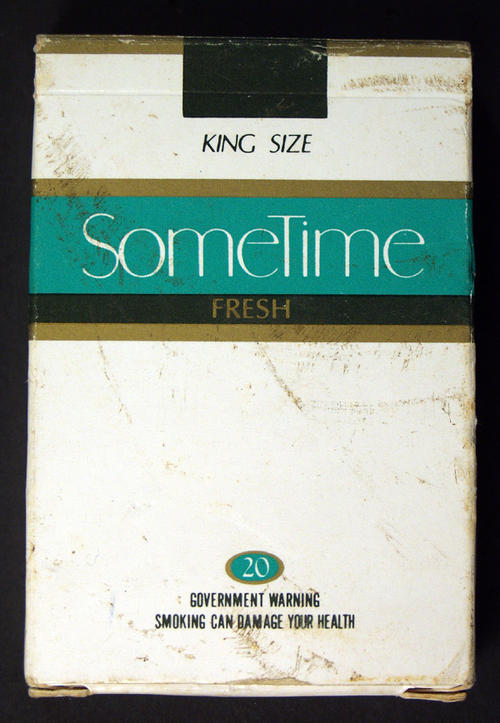 KING SIZE
SomeTime
FRESH
20
GOVERNMENT WARNING
SMOKING CAN DAMAGE YOUR HEALTH